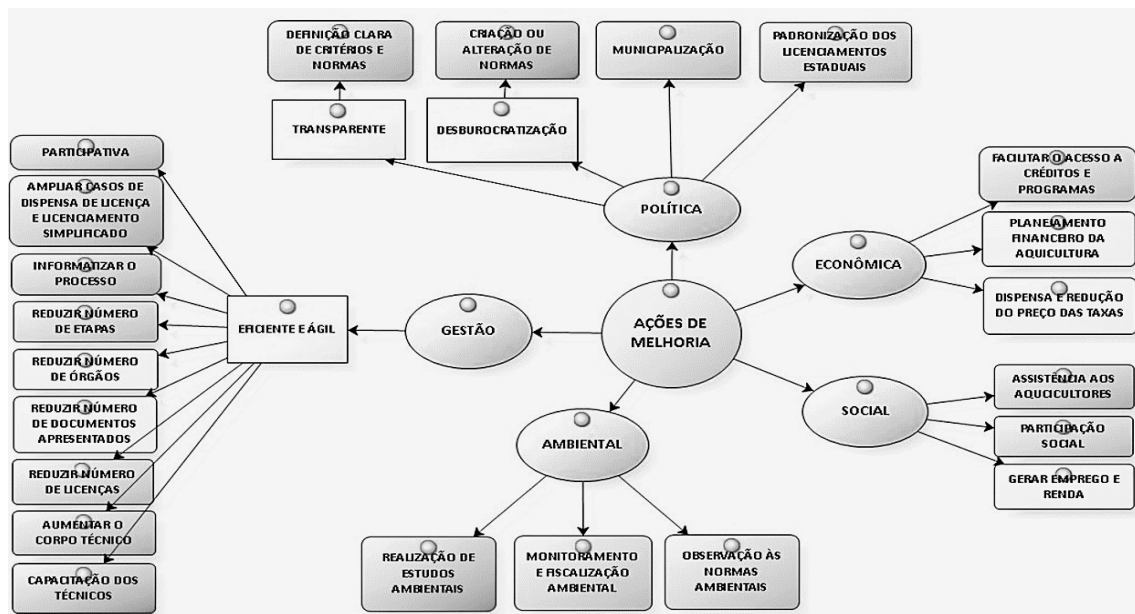 DEFINIÇÃO CLARA
DE CRITÉRIOS E
NORMAS
CRIAÇÃO OU
ALTERAÇÃO DE
NORMAS
MUNICIPALIZAÇÃO
PADRONIZAÇÃO DOS
LICENCIAMENTOS
ESTADUAIS
TRANSPARENTE
DESBUROCRATIZAÇÃO
POLÍTICA
PARTICIPATIVA
AMPLIAR CASOS DE
DISPENSA DE LICENÇA
E LICENCIAMENTO
SIMPLIFICADO
INFORMATIZAR O
PROCESSO
REDUZIR NÚMERO
DE ETAPAS
REDUZIR NÚMERO
DE ÓRGÃOS
REDUZIR NÚMERO
DE DOCUMENTOS
APRESENTADOS
REDUZIR NÚMERO
DE LICENÇAS
AUMENTAR O
CORPO TÉCNICO
CAPACITAÇÃO DOS
TÉCNICOS
EFICIENTE E ÁGIL
GESTÃO
AÇÕES DE
MELHORIA
ECONÔMICA
FACILITAR O ACESSO A
CRÉDITOS E
PROGRAMAS
PLANEJAMENTO
FINANCEIRO DA
AQUICULTURA
DISPENSA E REDUÇÃO
DO PREÇO DAS TAXAS
SOCIAL
ASSISTÊNCIA AOS
AQUCICULTORES
PARTICIPAÇÃO
SOCIAL
GERAR EMPREGO E
RENDA
AMBIENTAL
REALIZAÇÃO DE
ESTUDOS
AMBIENTAIS
MONITORAMENTO
E FISCALIZAÇÃO
AMBIENTAL
OBSERVAÇÃO ÀS
NORMAS
AMBIENTAIS